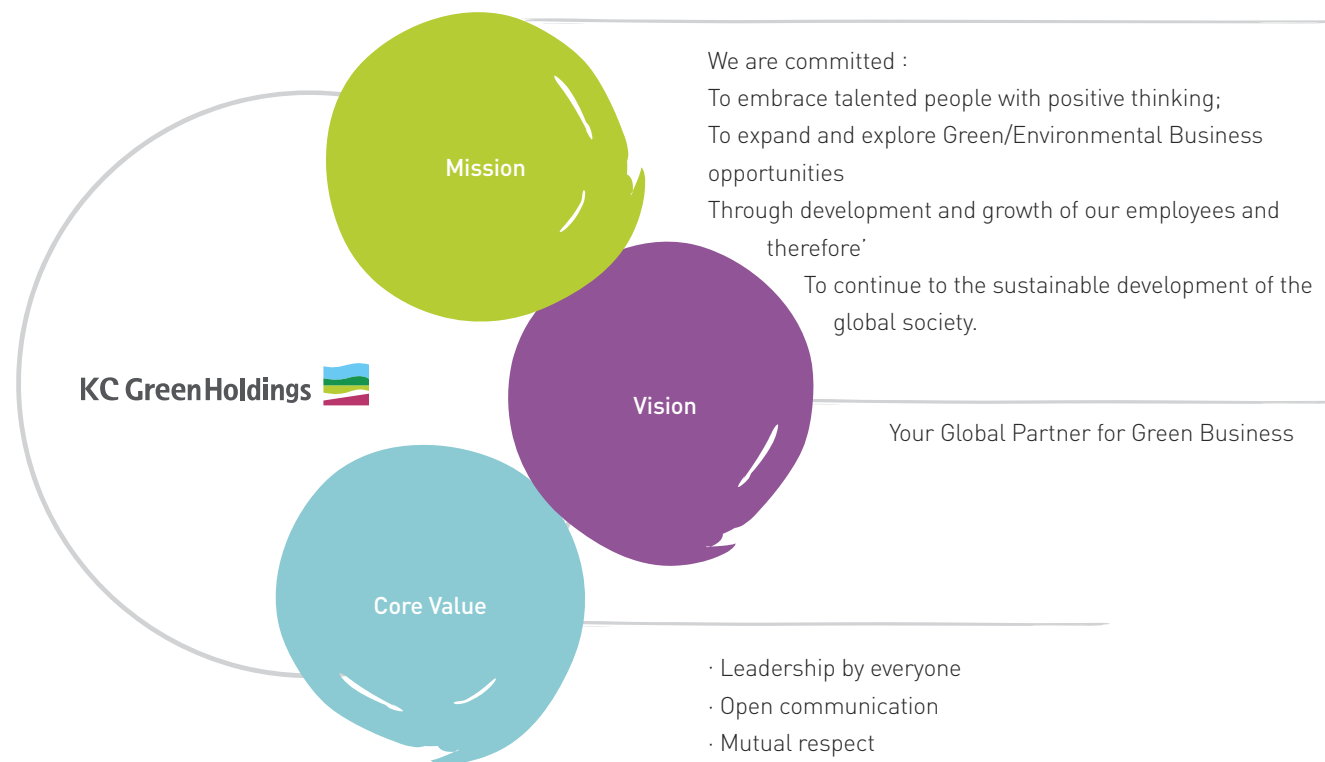 Mission
We are committed :
To embrace talented people with positive thinking;
To expand and explore Green/Environmental Business
opportunities
Through development and growth of our employees and
therefore’
To continue to the sustainable development of the
global society.
KC GreenHoldings
Vision
Your Global Partner for Green Business
Core Value
· Leadership by everyone
· Open communication
· Mutual respect